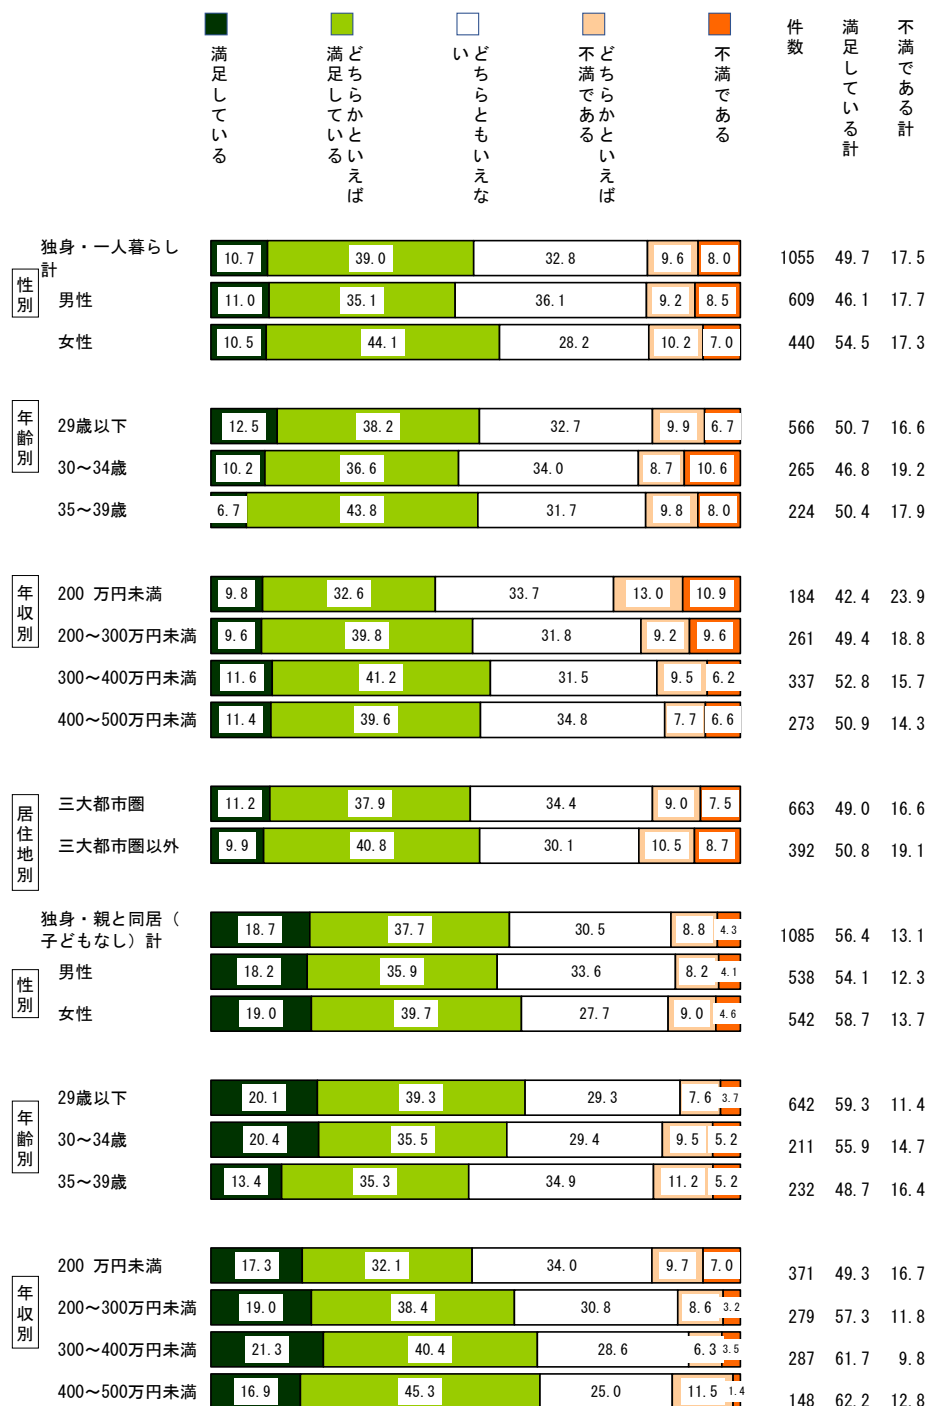 満足している
どちらかといえば
満足している
どちらともいえな
い
どちらかといえば
不満である
不満である
件数
満足している計
不満である計
独身・一人暮らし
計
10.7 39.0 32.8 9.6 8.0 1055 49.7 17.5
性別
男性 11.0 35.1 36.1 9.2 8.5 609 46.1 17.7
女性 10.5 44.1 28.2 10.2 7.0 440 54.5 17.3
年齢別
29歳以下 12.5 38.2 32.7 9.9 6.7 566 50.7 16.6
30～34歳 10.2 36.6 34.0 8.7 10.6 265 46.8 19.2
35～39歳 6.7 43.8 31.7 9.8 8.0 224 50.4 17.9
年収別
200 万円未満 9.8 32.6 33.7 13.0 10.9 184 42.4 23.9
200～300万円未満 9.6 39.8 31.8 9.2 9.6 261 49.4 18.8
300～400万円未満 11.6 41.2 31.5 9.5 6.2 337 52.8 15.7
400～500万円未満 11.4 39.6 34.8 7.7 6.6 273 50.9 14.3
居住地別
三大都市圏 11.2 37.9 34.4 9.0 7.5 663 49.0 16.6
三大都市圏以外 9.9 40.8 30.1 10.5 8.7 392 50.8 19.1
独身・親と同居（
子どもなし）計
18.7 37.7 30.5 8.8 4.3 1085 56.4 13.1
性別
男性 18.2 35.9 33.6 8.2 4.1 538 54.1 12.3
女性 19.0 39.7 27.7 9.0 4.6 542 58.7 13.7
年齢別
29歳以下 20.1 39.3 29.3 7.6 3.7 642 59.3 11.4
30～34歳 20.4 35.5 29.4 9.5 5.2 211 55.9 14.7
35～39歳 13.4 35.3 34.9 11.2 5.2 232 48.7 16.4
年収別
200 万円未満 17.3 32.1 34.0 9.7 7.0 371 49.3 16.7
200～300万円未満 19.0 38.4 30.8 8.6 3.2 279 57.3 11.8
300～400万円未満 21.3 40.4 28.6 6.3 3.5 287 61.7 9.8
400～500万円未満 16.9 45.3 25.0 11.5 1.4 148 62.2 12.8